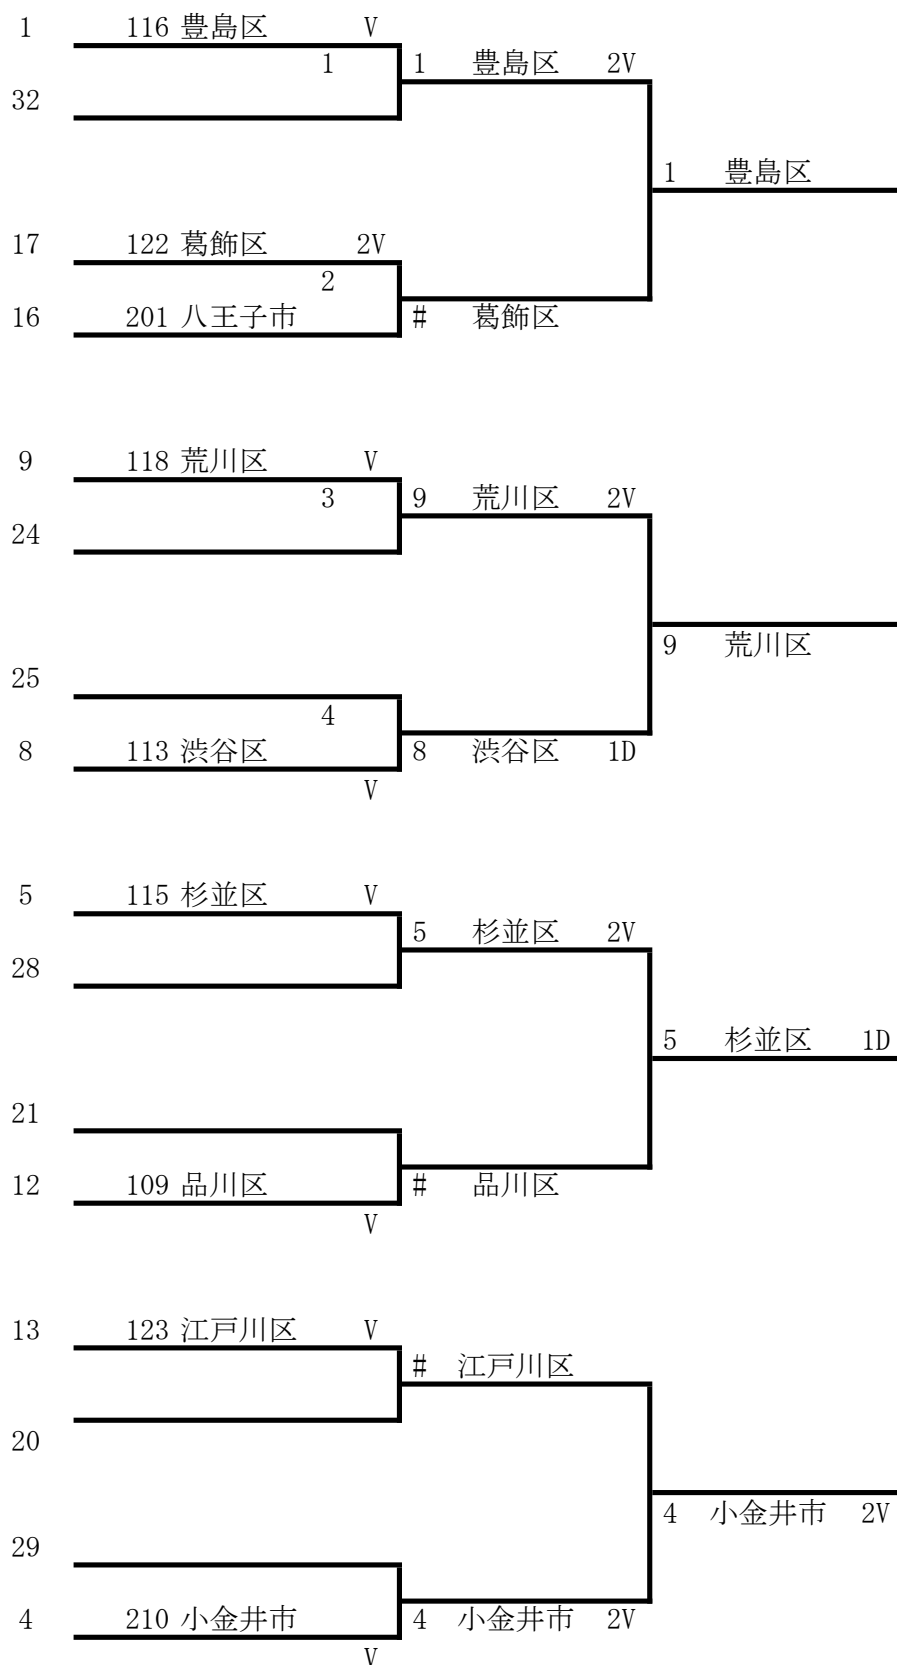 1 116 豊島区 V
1 1 豊島区 2V
32
1 豊島区
17 122 葛飾区 2V
2
16 201 八王子市 # 葛飾区
9 118 荒川区 V
3 9 荒川区 2V
24
9 荒川区
25
4
8 113 渋谷区 8 渋谷区 1D
V
5 115 杉並区 V
5 杉並区 2V
28
5 杉並区 1D
21
12 109 品川区 # 品川区
V
13 123 江戸川区 V
# 江戸川区
20
4 小金井市 2V
29
4 210 小金井市 4 小金井市 2V
V